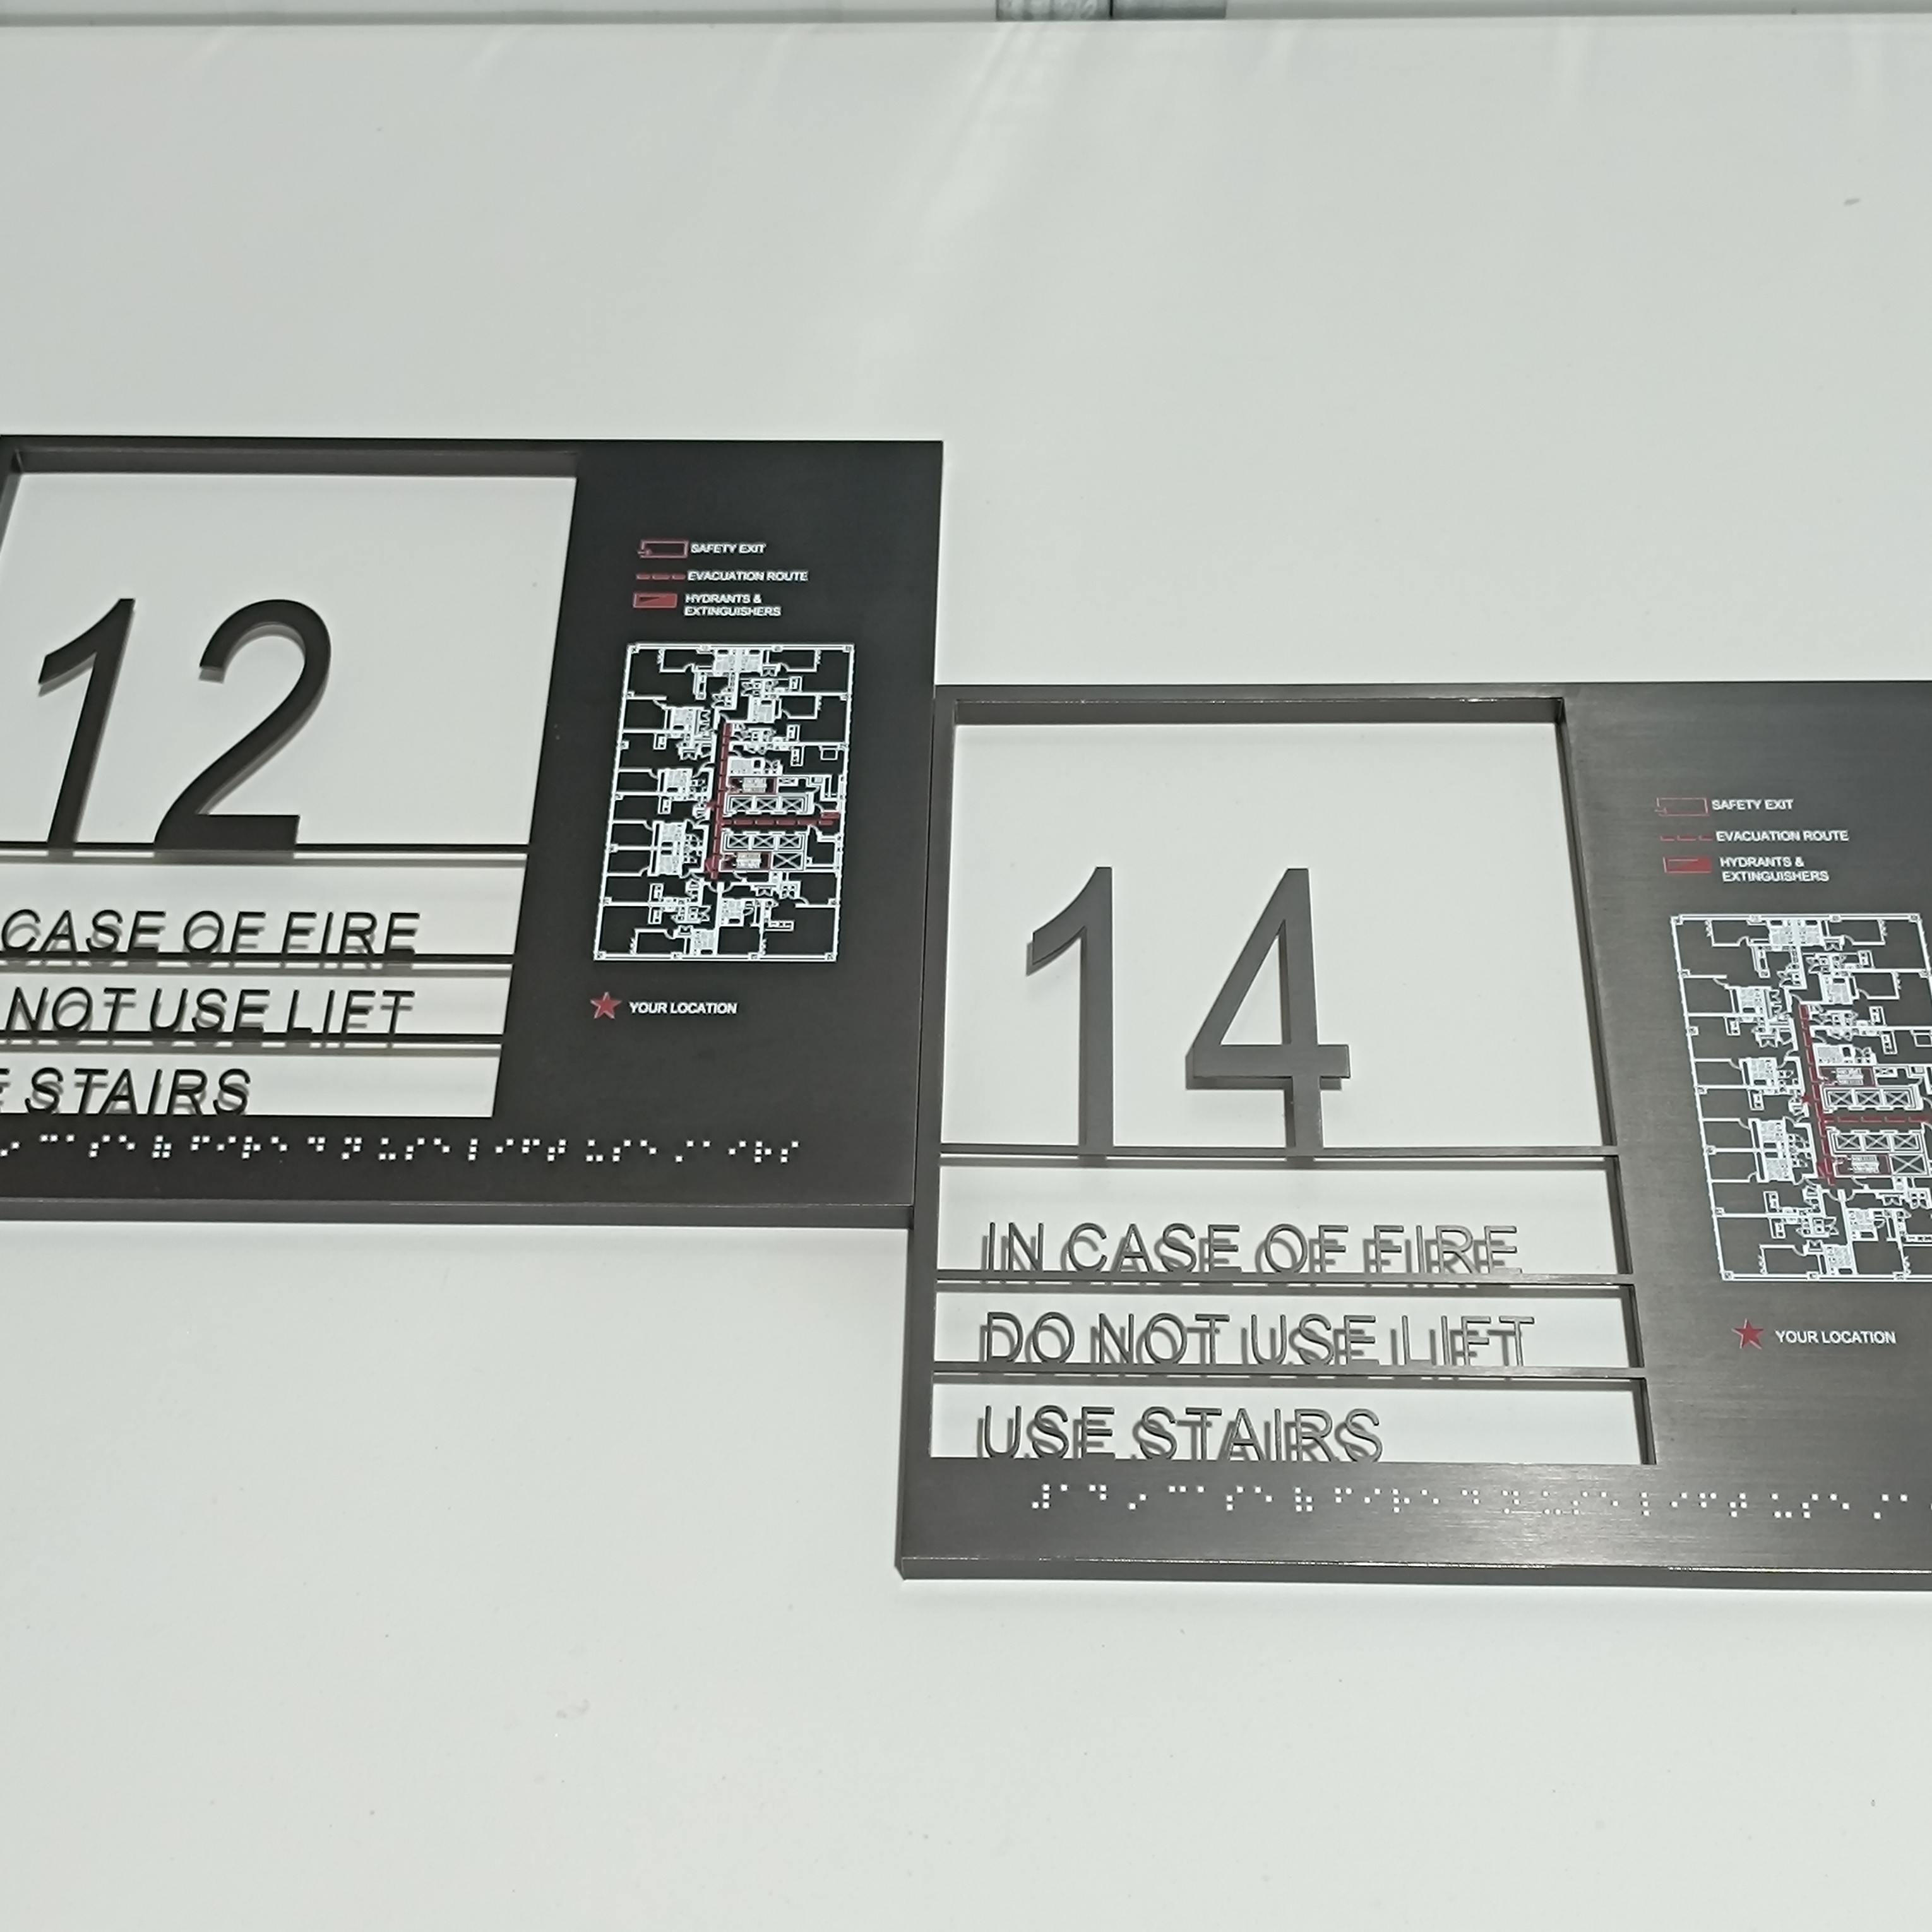 12
CASE OF FIRE
NOT USE LIFT
STAIRS
SAFETY EXIT
EVACUATION ROUTE
HYDRANTS &
EXTINGUISHERS
YOUR LOCATION
14
IN CASE OF FIRE
DO NOT USE LIFT
USE STAIRS
SAFETY EXIT
EVACUATION ROUTE
HYDRANTS &
EXTINGUISHERS
YOUR LOCATION